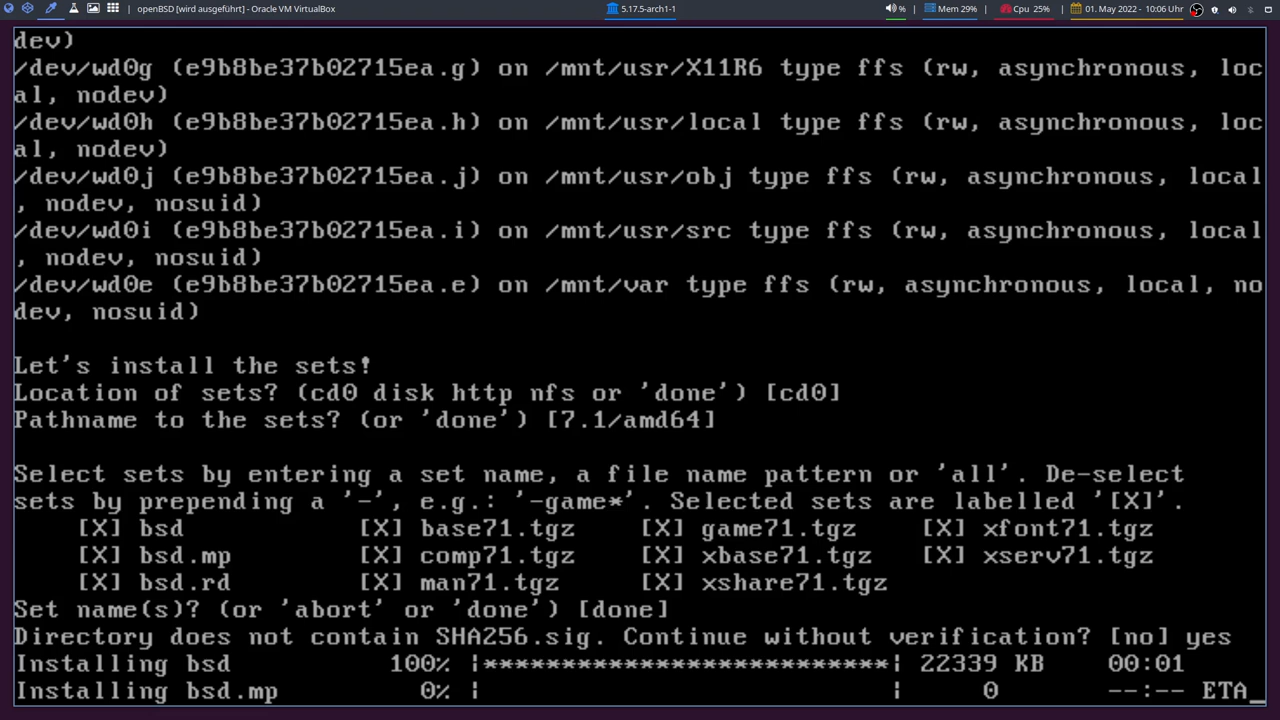 openBSD [wird ausgeführt] - Oracle VM VirtualBox
5.17.5-arch1-1
% Mem 29% Cpu 25% 01. May 2022 - 10:06 Uhr
dev)
/dev/wd0g (e9b8be37b02715ea.g) on /mnt/usr/X11R6 type ffs (rw, asynchronous, loc
al, nodev)
/dev/wd0h (e9b8be37b02715ea.h) on /mnt/usr/local type ffs (rw, asynchronous, loc
al, nodev)
/dev/wd0j (e9b8be37b02715ea.j) on /mnt/usr/obj type ffs (rw, asynchronous, local
, nodev, nosuid)
/dev/wd0i (e9b8be37b02715ea.i) on /mnt/usr/src type ffs (rw, asynchronous, local
, nodev, nosuid)
/dev/wd0e (e9b8be37b02715ea.e) on /mnt/var type ffs (rw, asynchronous, local, no
dev, nosuid)
Let's install the sets!
Location of sets? (cd0 disk http nfs or 'done') [cd0]
Pathname to the sets? (or 'done') [7.1/amd64]
Select sets by entering a set name, a file name pattern or 'all'. De-select
sets by prepending a '-', e.g.: '-game*'. Selected sets are labelled '[X]'.
[X] bsd [X] base71.tgz [X] game71.tgz [X] xfont71.tgz
[X] bsd.mp [X] comp71.tgz [X] xbase71.tgz [X] xserv71.tgz
[X] bsd.rd [X] man71.tgz [X] xshare71.tgz
Set name(s)? (or 'abort' or 'done') [done]
Directory does not contain SHA256.sig. Continue without verification? [no] yes
Installing bsd 100% |**************************| 22339 KB 00:01
Installing bsd.mp 0% | | 0 --:-- ETA_